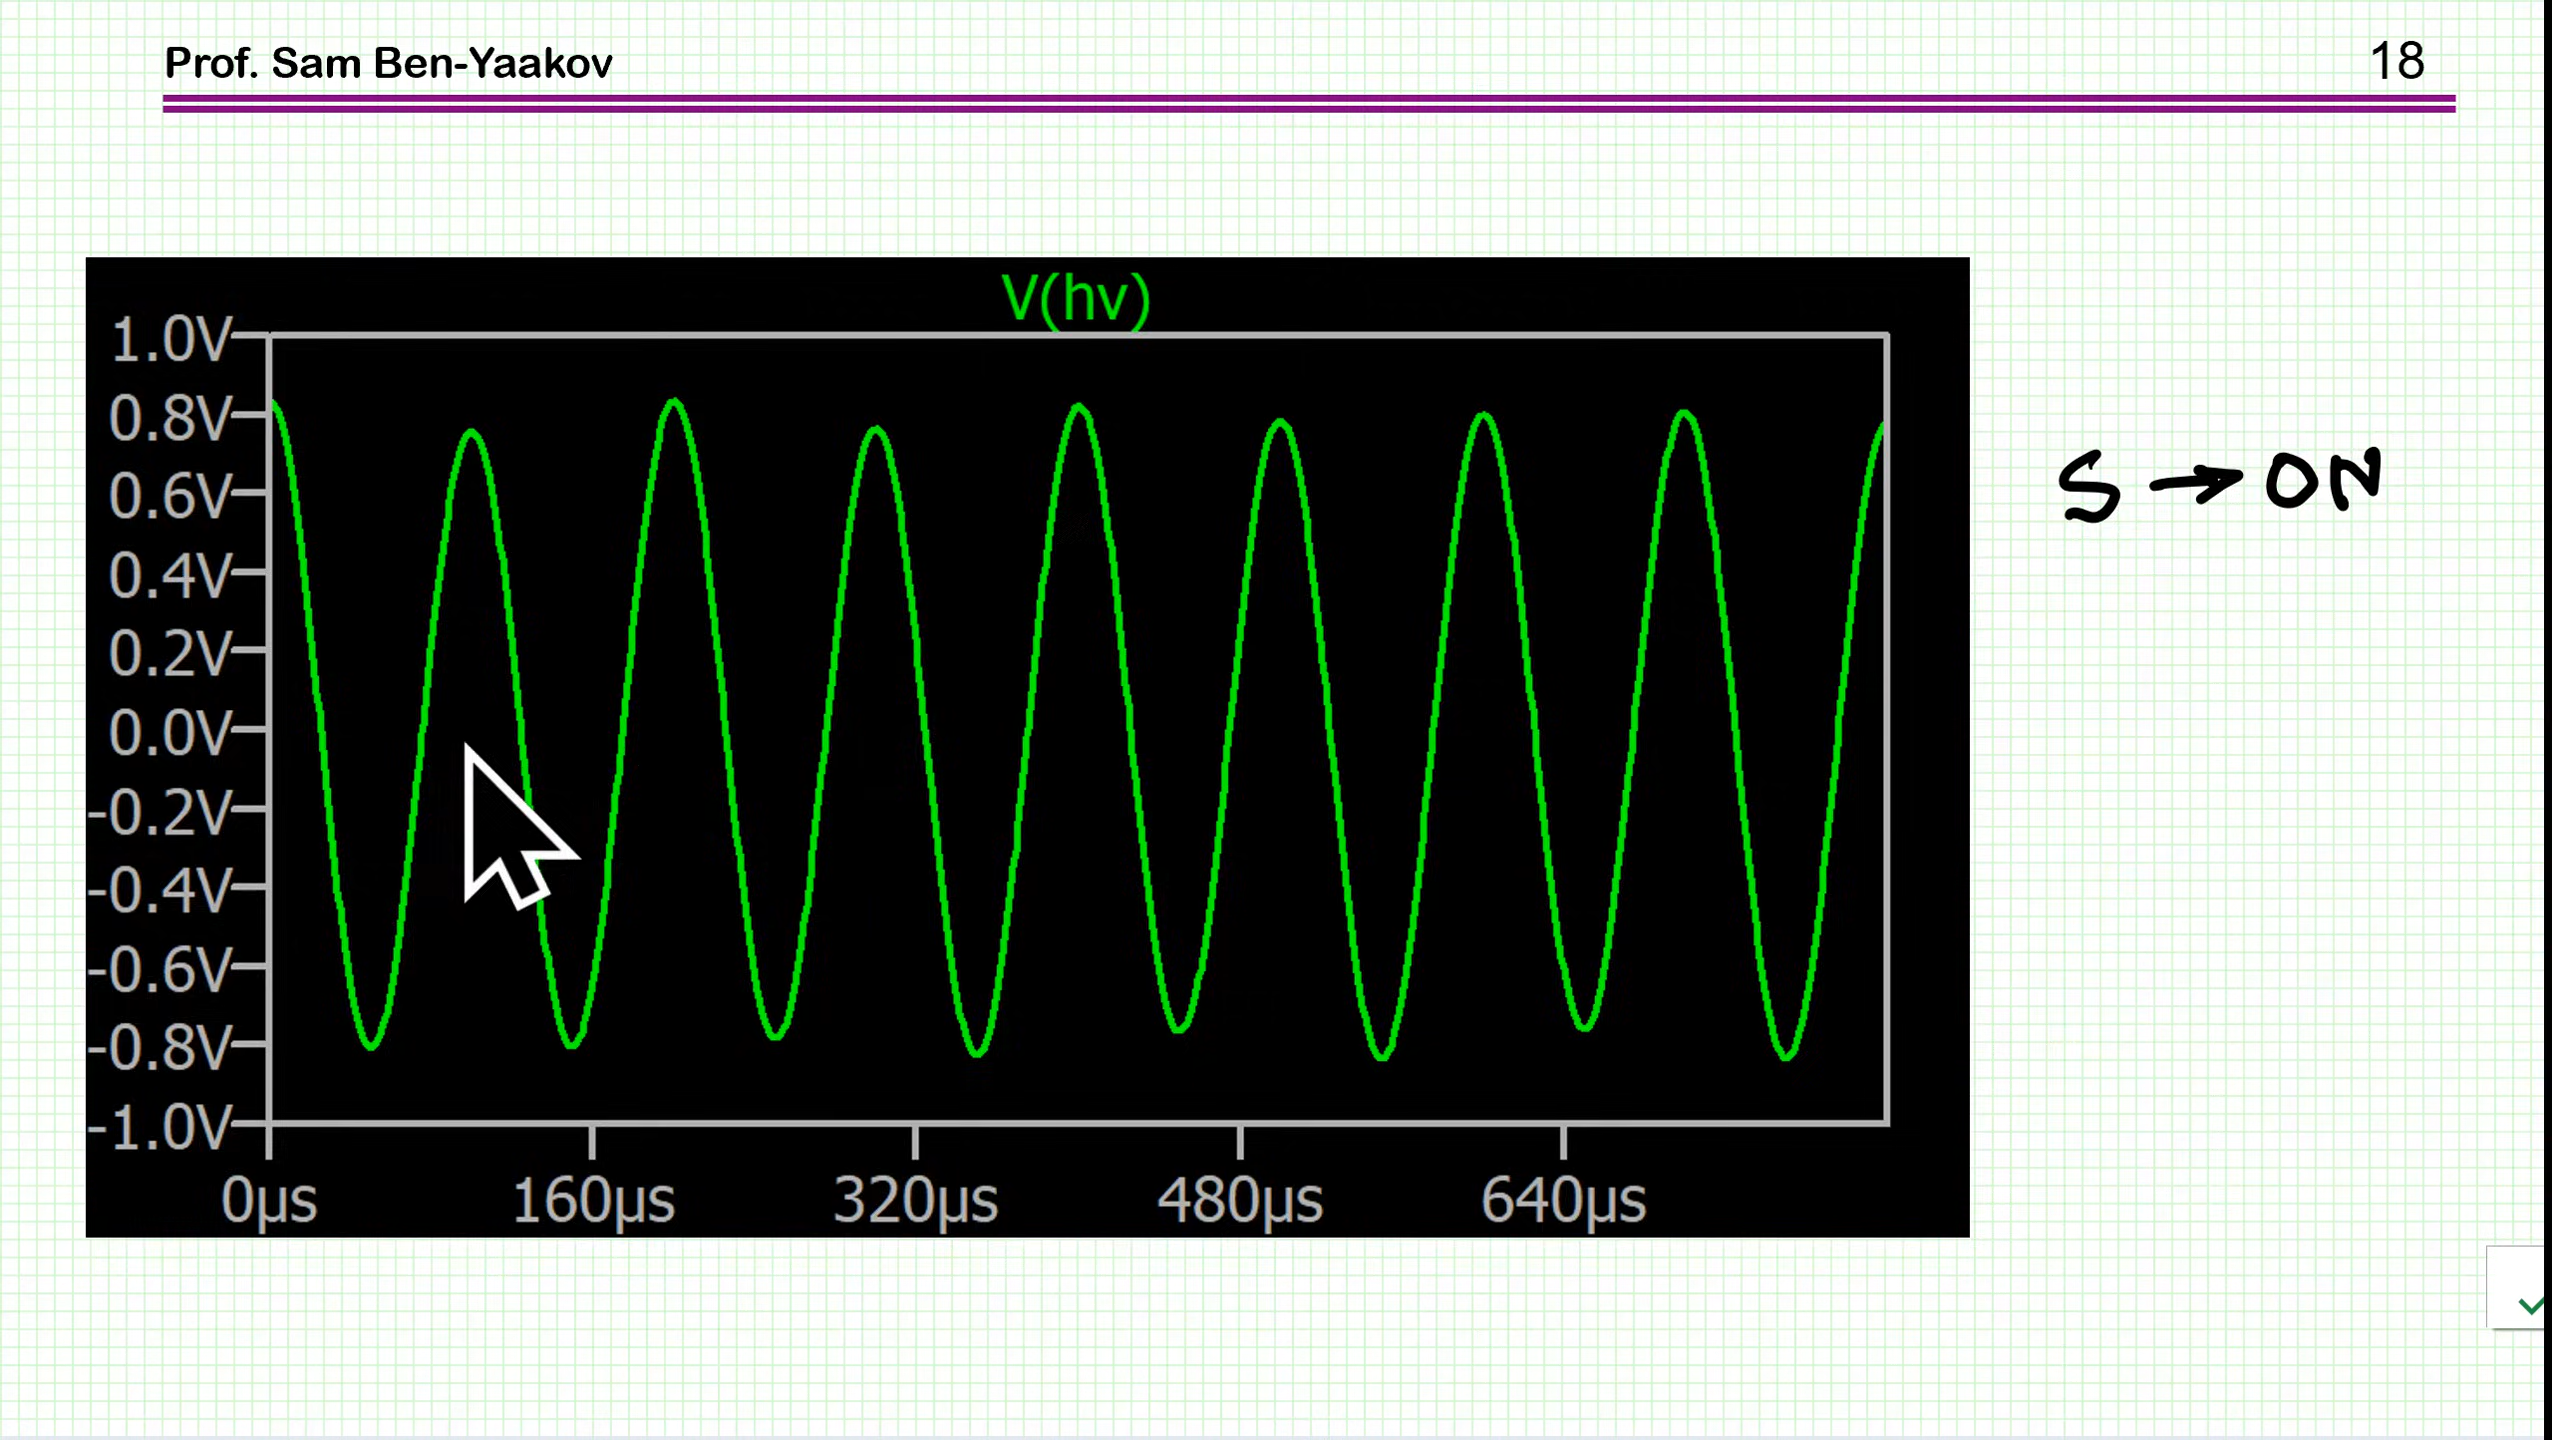 Prof. Sam Ben-Yaakov
18
V(hv)
1.0V
0.8V
0.6V
0.4V
0.2V
0.0V
-0.2V
-0.4V
-0.6V
-0.8V
-1.0V
0µs 160µs 320µs 480µs 640µs
S → ON